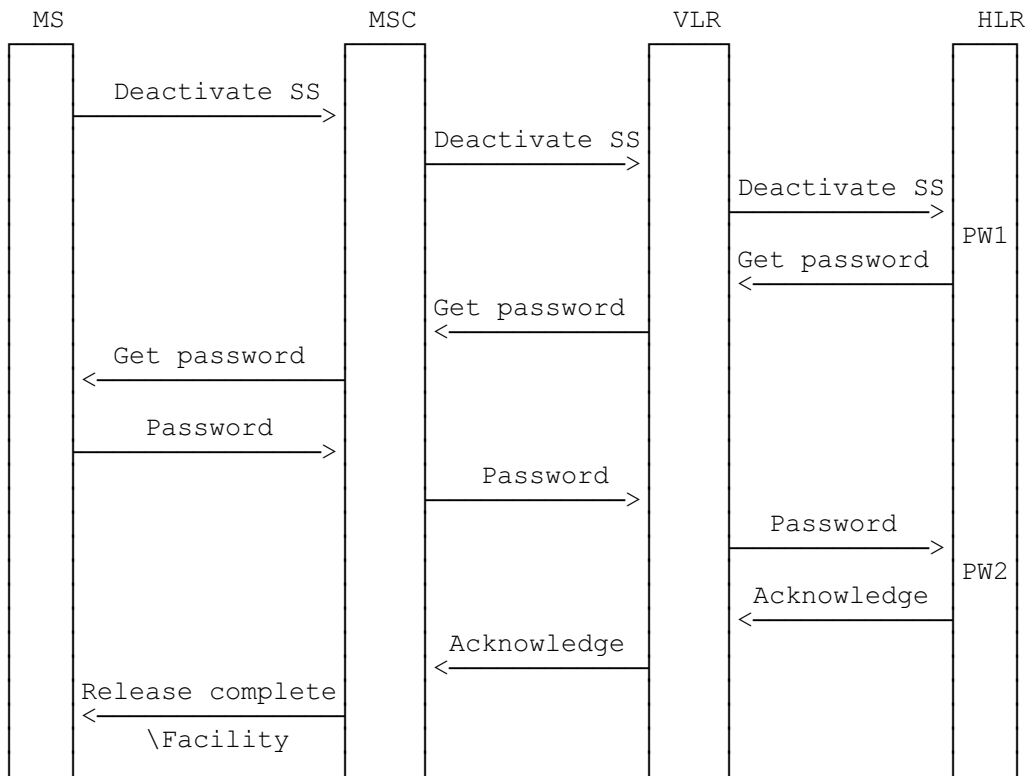 MS MSC VLR HLR
Deactivate SS
Deactivate SS
Deactivate SS
PW1
Get password
Get password
Get password
Password
Password
Password
PW2
Acknowledge
Acknowledge
Release complete
\Facility